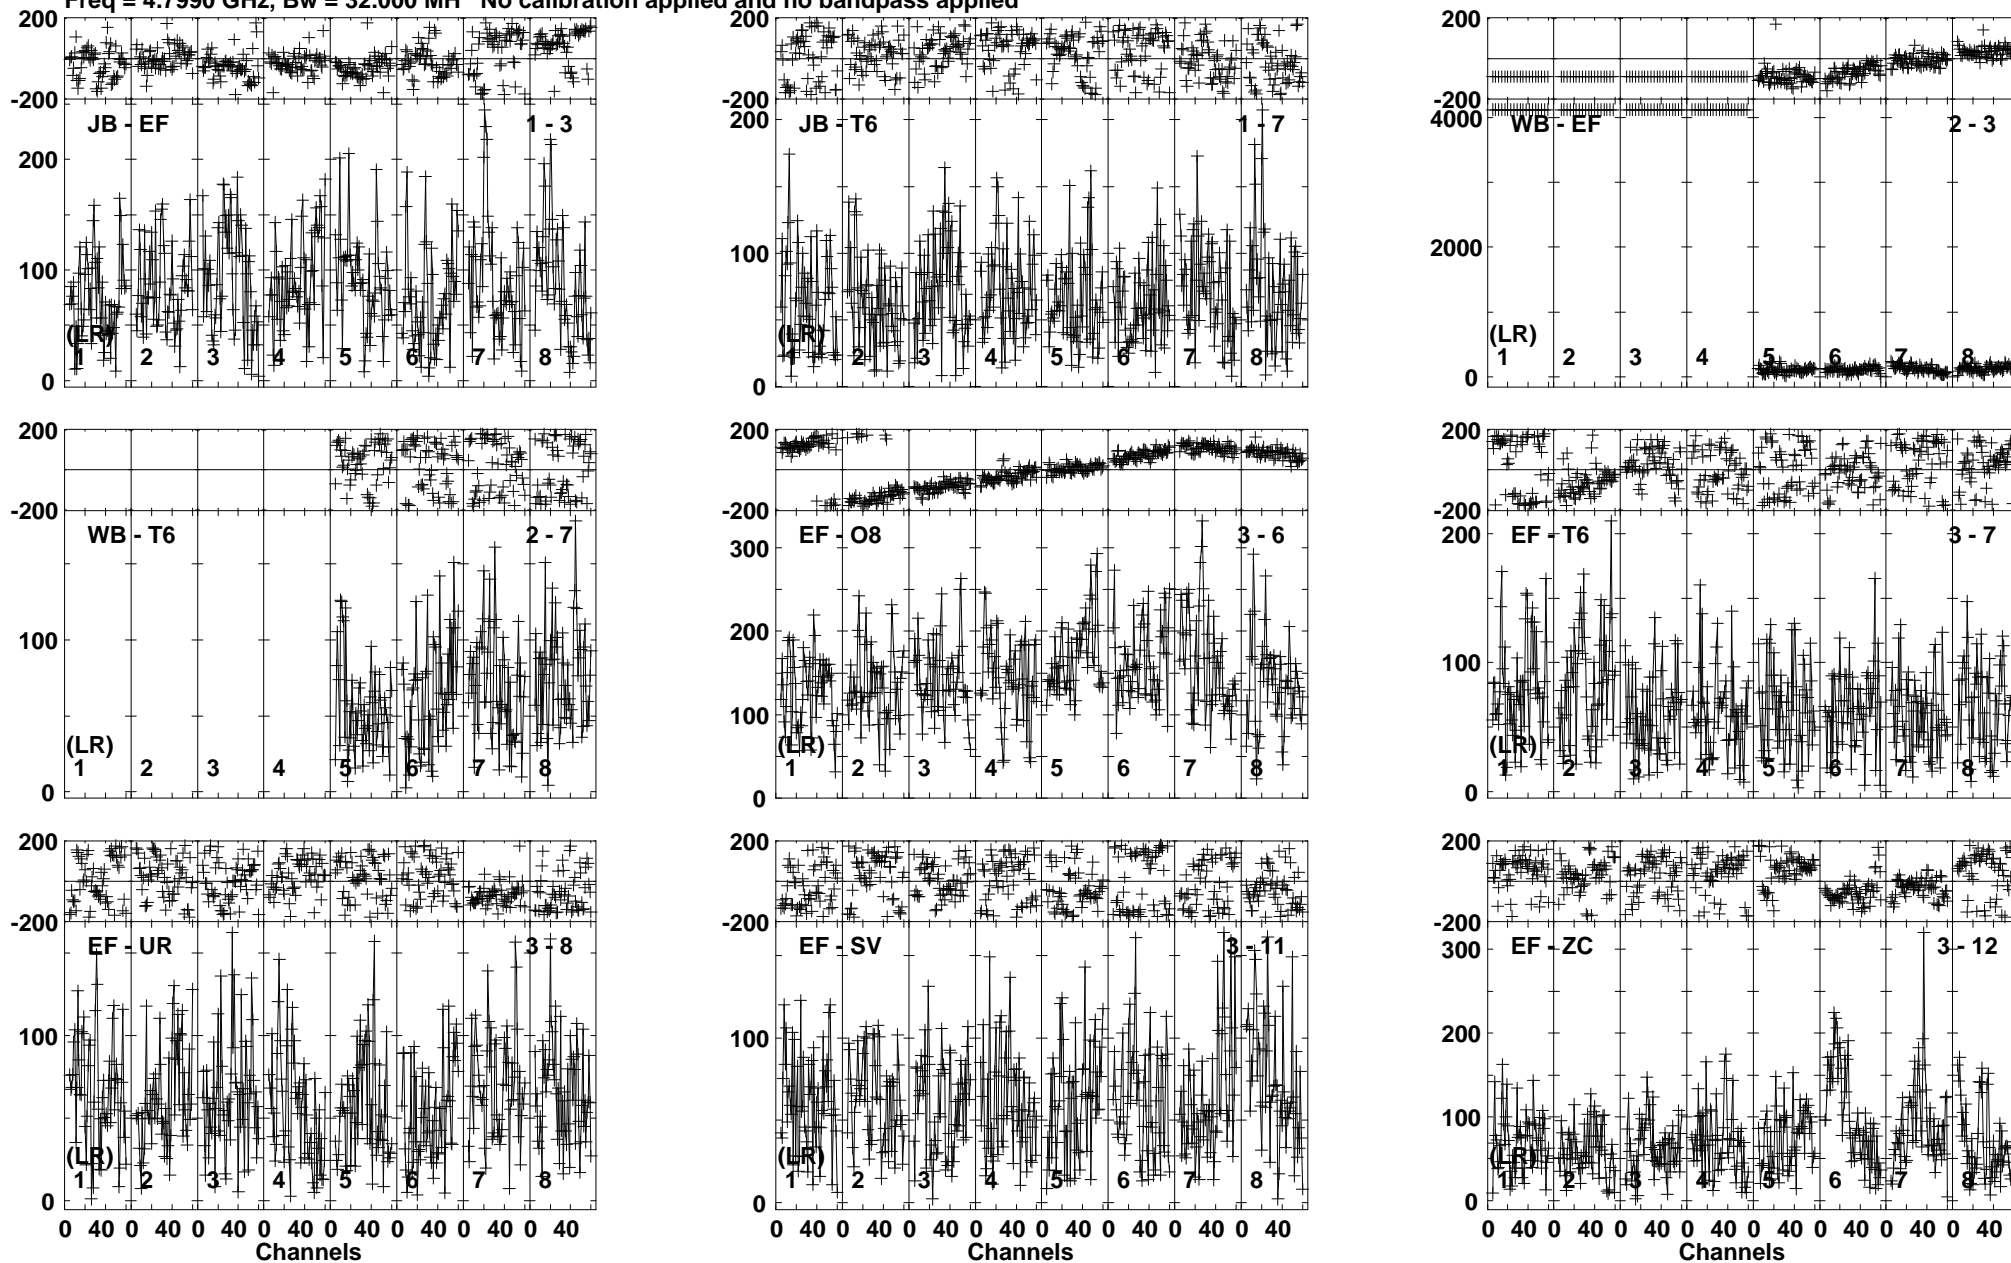 Freq = 4.7990 GHz, Bw = 32.000 MH No calibration applied and no bandpass applied
200 200 200
-200 -200 -200
JB - EF 1 - 3 JB - T6 1 - 7 WB - EF 2 - 3
200 100 0 200 100 0 4000 2000 0
(LR) (LR) (LR)
1 2 3 4 5 6 7 8 1 2 3 4 5 6 7 8 1 2 3 4 5 6 7 8
200 200 200
-200 -200 -200
WB - T6 2 - 7 EF - O8 3 - 6 EF - T6 3 - 7
100 0 300 200 100 0 200 100 0
(LR) (LR) (LR)
1 2 3 4 5 6 7 8 1 2 3 4 5 6 7 8 1 2 3 4 5 6 7 8
200 200 200
-200 -200 -200
EF - UR 3 - 8 EF - SV 3 - 11 EF - ZC 3 - 12
100 0 100 0 300 200 100 0
(LR) (LR) (LR)
1 2 3 4 5 6 7 8 1 2 3 4 5 6 7 8 1 2 3 4 5 6 7 8
0 40 0 40 0 40 0 40 0 40 0 40 0 40 0 40 0 40 0 40 0 40 0 40 0 40 0 40 0 40 0 40 0 40 0 40 0 40 0 40 0 40 0 40 0 40 0 40
Channels Channels Channels